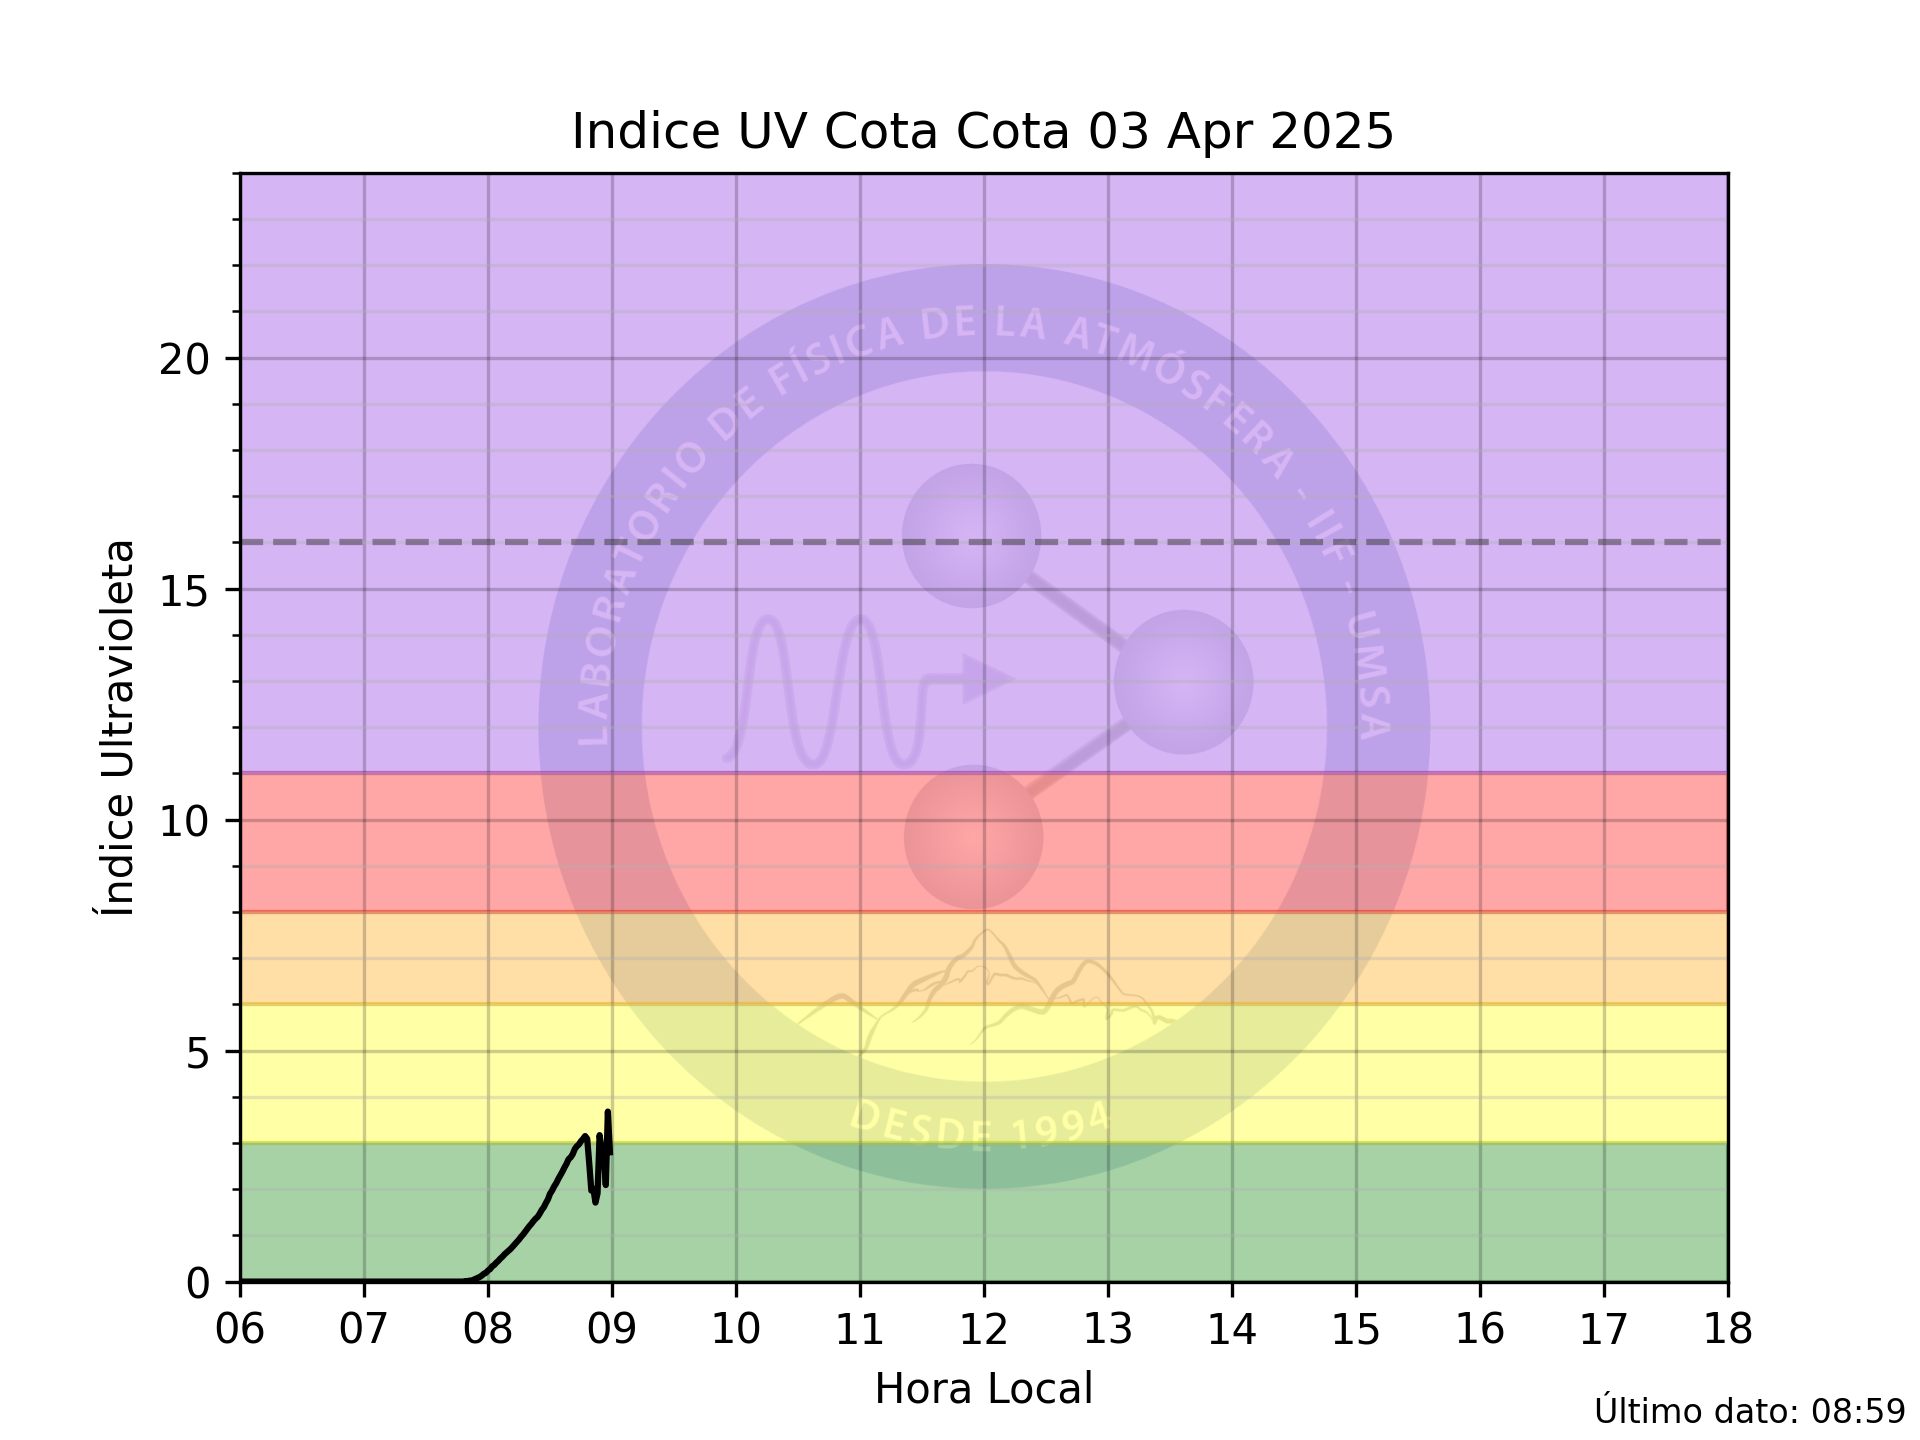 Indice UV Cota Cota 03 Apr 2025
Índice Ultravioleta
20
15
10
5
0
LABORATORIO DE FÍSICA DE LA ATMÓSFERA - IIF - UMSA
DESDE 1994
06 07 08 09 10 11 12 13 14 15 16 17 18
Hora Local
Último dato: 08:59